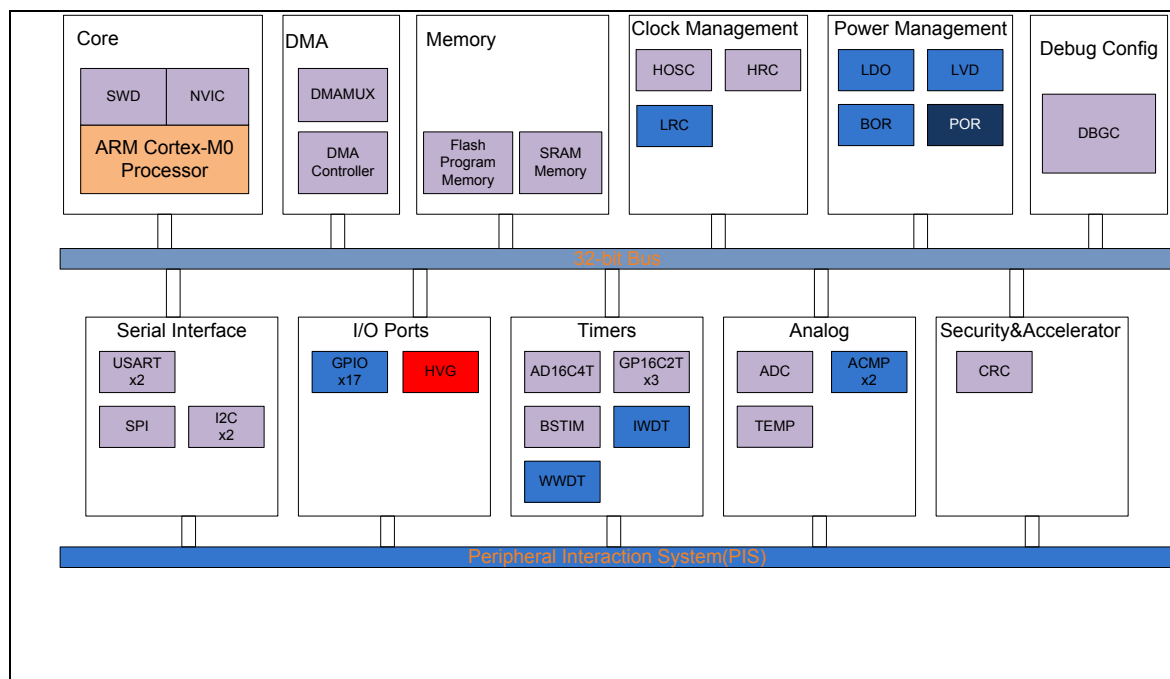 Core
SWD
NVIC
ARM Cortex-M0
Processor
DMA
DMAMUX
DMA
Controller
Memory
Flash
Program
Memory
SRAM
Memory
Clock Management
HOSC
HRC
LRC
Power Management
LDO
LVD
BOR
POR
Debug Config
DBGC
32-bit Bus
Serial Interface
USART
x2
SPI
I2C
x2
I/O Ports
GPIO
x17
HVG
Timers
AD16C4T
GP16C2T
x3
BSTIM
IWDT
WWDT
Analog
ADC
ACMP
x2
TEMP
Security&Accelerator
CRC
Peripheral Interaction System(PIS)